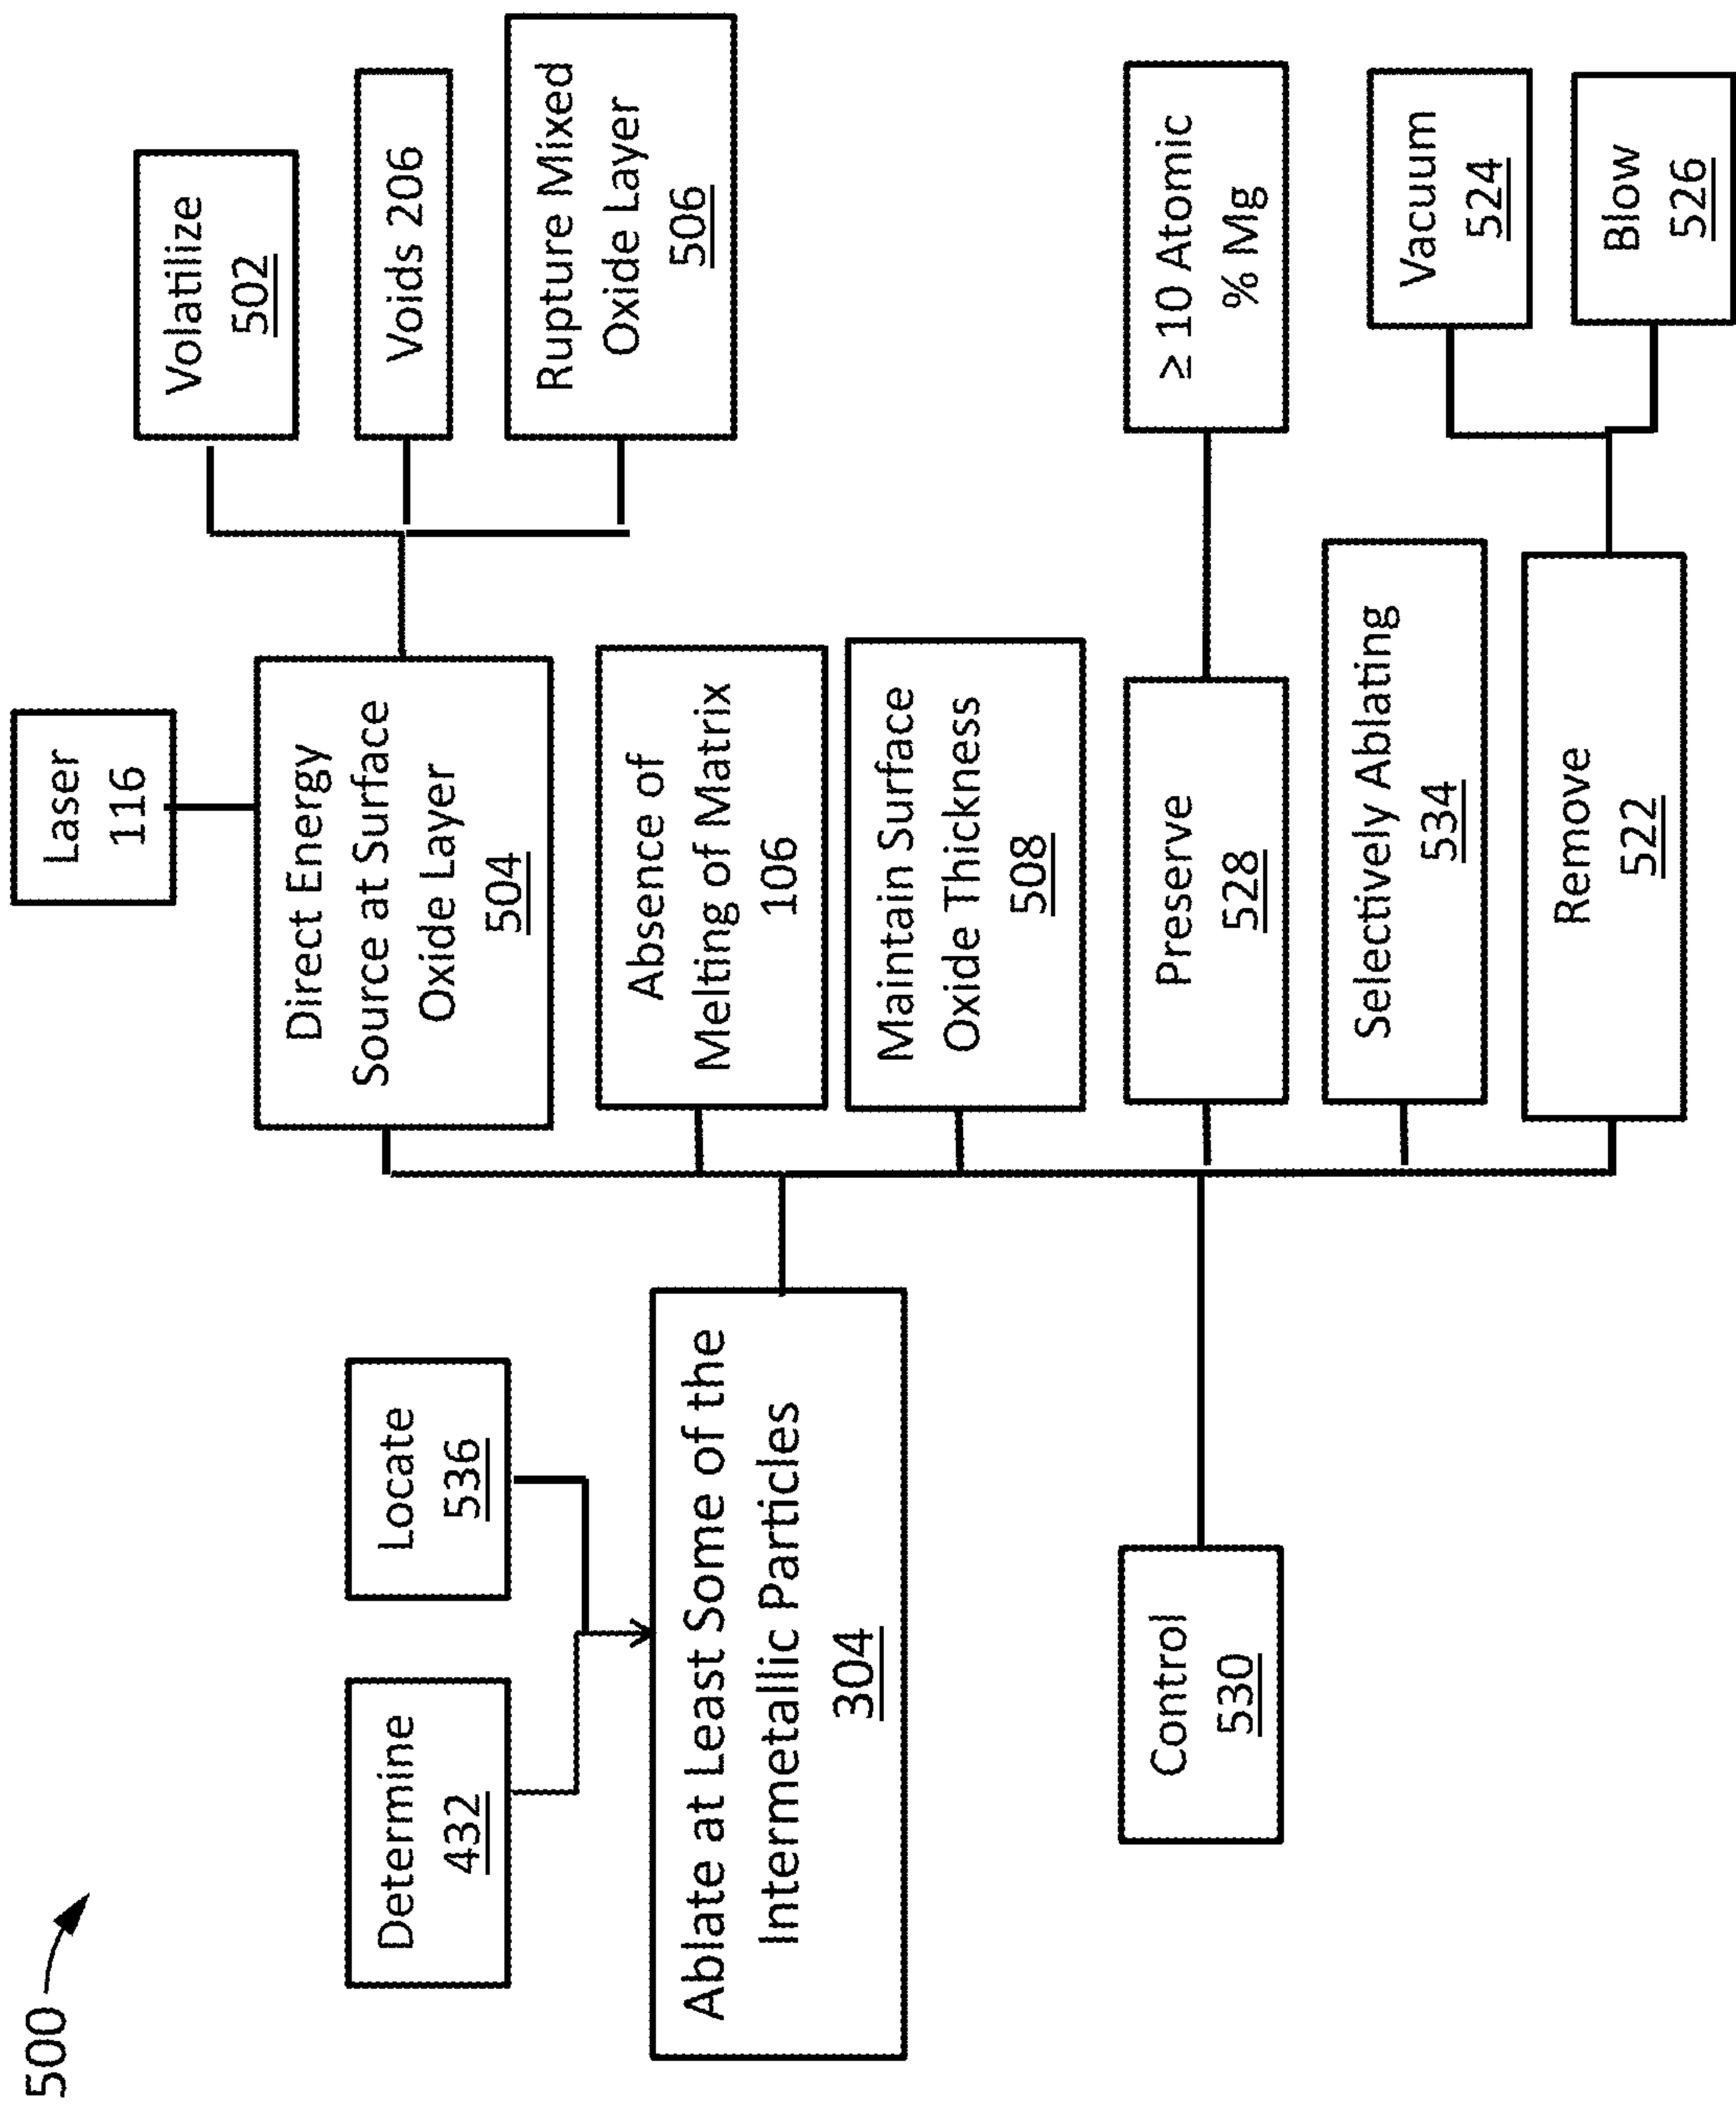 500
Laser
116
Determine
432
Locate
536
Direct Energy
Source at Surface
Oxide Layer
504
Volatilize
502
Voids 206
Rupture Mixed
Oxide Layer
506
Ablate at Least Some of the
Intermetallic Particles
304
Absence of
Melting of Matrix
106
Maintain Surface
Oxide Thickness
508
Control
530
Preserve
528
≥ 10 Atomic
% Mg
Selectively Ablating
534
Remove
522
Vacuum
524
Blow
526